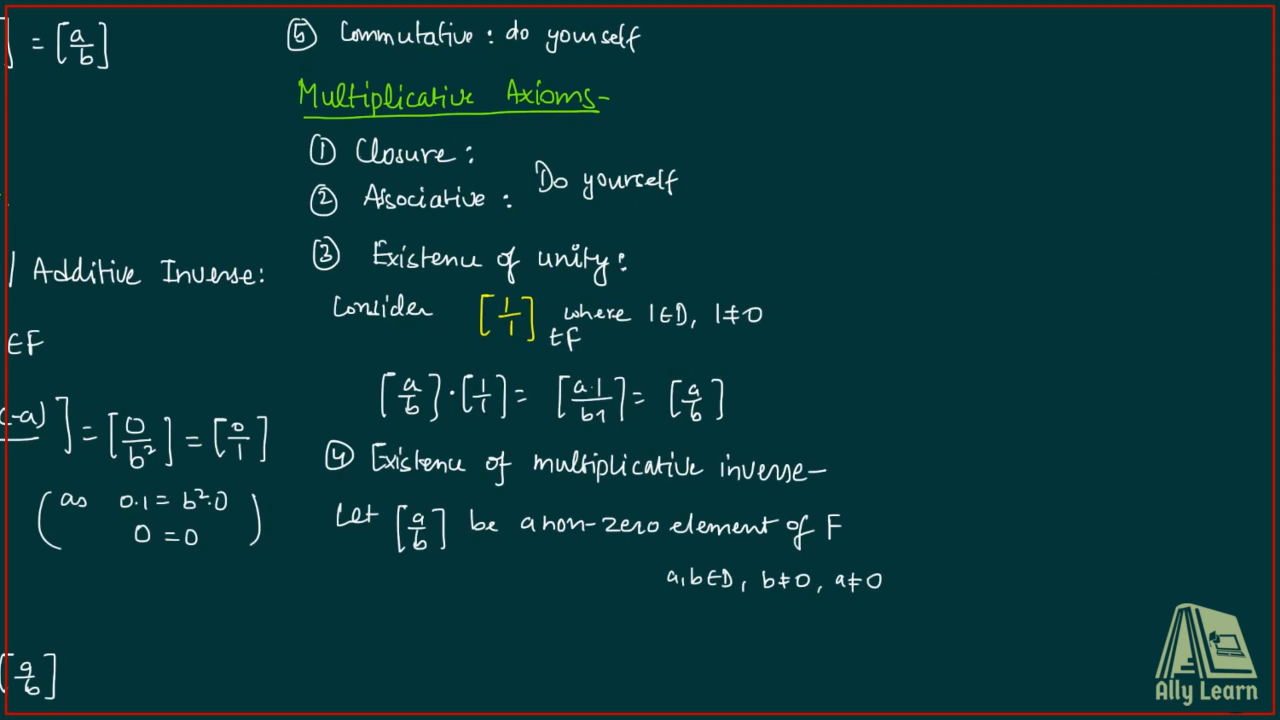 ] = [a/b]
/ Additive Inverse:
∈F
(-a)] = [0/b²] = [0/1]
(as 0.1 = b².0
0 = 0)
[a/b]
⑤ Commutative : do yourself
Multiplicative Axioms-
① Closure :
② Associative : Do yourself
③ Existence of unity :
Consider [1/1] ∈F where 1∈D, 1≠0
[a/b]·[1/1] = [a.1/b1] = [a/b]
④ Existence of multiplicative inverse-
Let [a/b] be a non-zero element of F
a,b∈D, b≠0, a≠0
Ally Learn